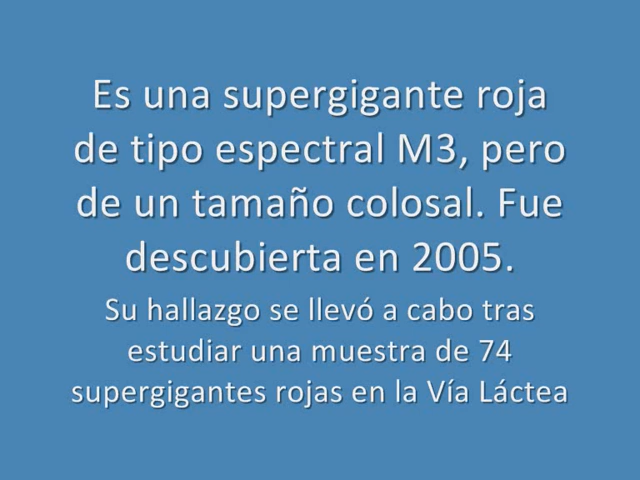 Es una supergigante roja
de tipo espectral M3, pero
de un tamaño colosal. Fue
descubierta en 2005.
Su hallazgo se llevó a cabo tras
estudiar una muestra de 74
supergigantes rojas en la Vía Láctea